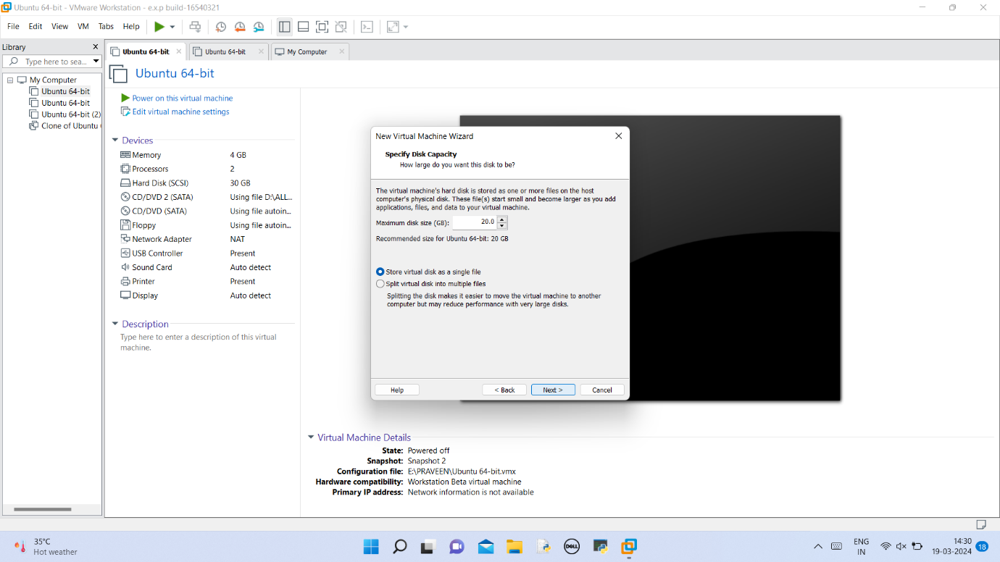 Ubuntu 64-bit - VMware Workstation - e.x.p build-16540321
File Edit View VM Tabs Help
Library
Type here to sea...
My Computer
Ubuntu 64-bit
Ubuntu 64-bit
Ubuntu 64-bit (2)
Clone of Ubuntu
Ubuntu 64-bit
Ubuntu 64-bit
My Computer
Ubuntu 64-bit
Power on this virtual machine
Edit virtual machine settings
Devices
Memory 4 GB
Processors 2
Hard Disk (SCSI) 30 GB
CD/DVD 2 (SATA) Using file D:\ALL...
CD/DVD (SATA) Using file autoin...
Floppy Using file autoin...
Network Adapter NAT
USB Controller Present
Sound Card Auto detect
Printer Present
Display Auto detect
Description
Type here to enter a description of this virtual
machine.
New Virtual Machine Wizard
Specify Disk Capacity
How large do you want this disk to be?
The virtual machine's hard disk is stored as one or more files on the host
computer's physical disk. These file(s) start small and become larger as you add
applications, files, and data to your virtual machine.
Maximum disk size (GB): 20.0
Recommended size for Ubuntu 64-bit: 20 GB
Store virtual disk as a single file
Split virtual disk into multiple files
Splitting the disk makes it easier to move the virtual machine to another
computer but may reduce performance with very large disks.
Help < Back Next > Cancel
Virtual Machine Details
State: Powered off
Snapshot: Snapshot 2
Configuration file: E:\PRAVEEN\Ubuntu 64-bit.vmx
Hardware compatibility: Workstation Beta virtual machine
Primary IP address: Network information is not available
35°C
Hot weather
DELL
ENG
IN
14:30
19-03-2024
18